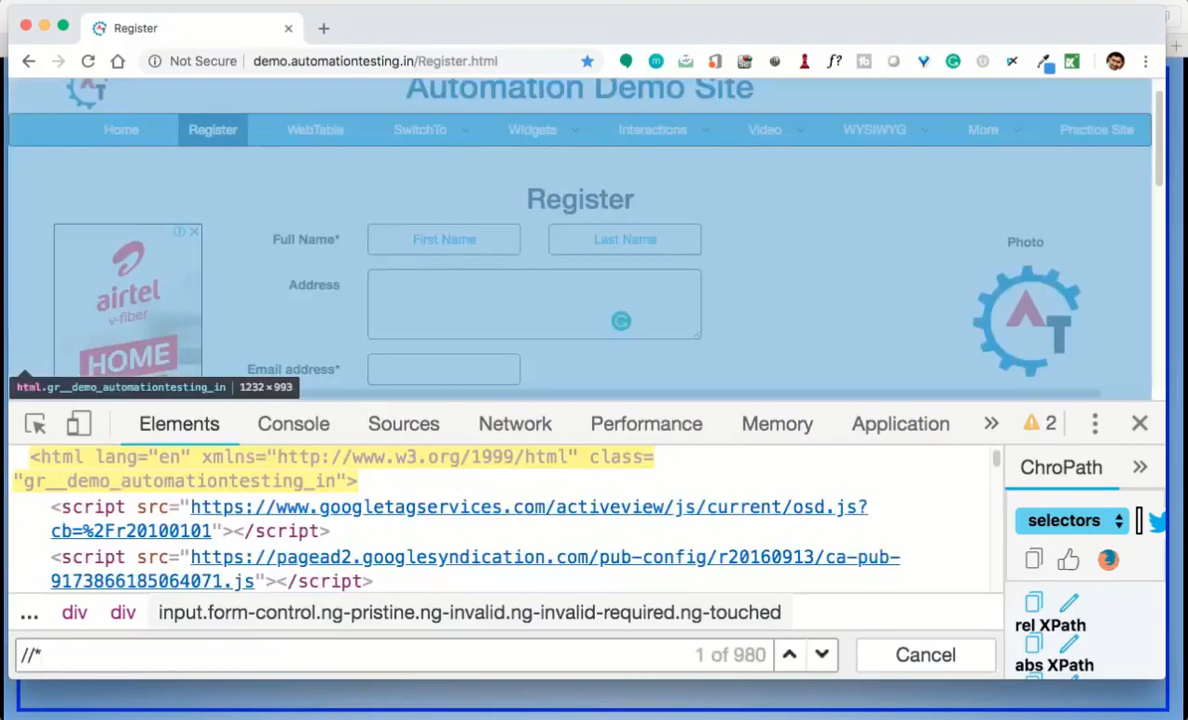 Register
Not Secure demo.automationtesting.in/Register.html f?
Automation Demo Site
Home Register WebTable SwitchTo Widgets Interactions Video WYSIWYG More Practice Site
Register
Full Name* First Name Last Name
Photo
Address
airtel
v-fiber
HOME
Email address*
html.gr__demo_automationtesting_in 1232×993
Elements Console Sources Network Performance Memory Application » 2
<html lang="en" xmlns="http://www.w3.org/1999/html" class=
"gr__demo_automationtesting_in">
ChroPath »
<script src="https://www.googletagservices.com/activeview/js/current/osd.js?
cb=%2Fr20100101"></script>
selectors
<script src="https://pagead2.googlesyndication.com/pub-config/r20160913/ca-pub-
9173866185064071.js"></script>
... div div input.form-control.ng-pristine.ng-invalid.ng-invalid-required.ng-touched
rel XPath
//* 1 of 980 Cancel
abs XPath